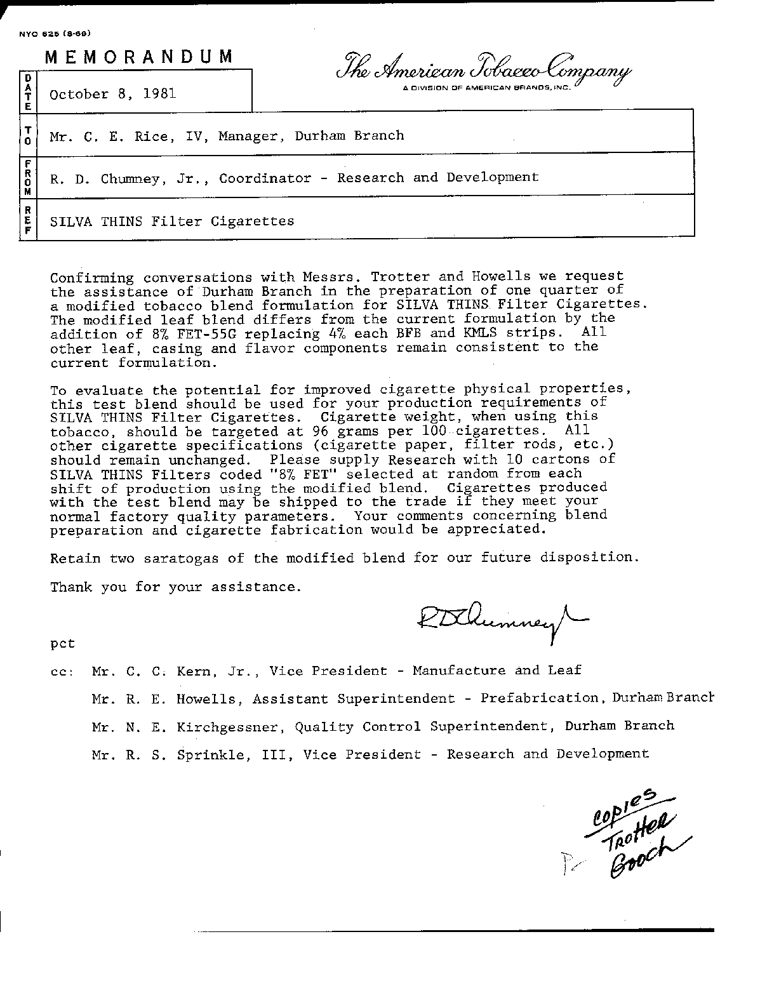 NYO 625 (8-69)
MEMORANDUM
The American Tobacco Company
A DIVISION OF AMERICAN BRANDS, INC.
DATE
October 8, 1981
TO
Mr. C. E. Rice, IV, Manager, Durham Branch
FROM
R. D. Chumney, Jr., Coordinator - Research and Development
REF
SILVA THINS Filter Cigarettes
Confirming conversations with Messrs. Trotter and Howells we request
the assistance of Durham Branch in the preparation of one quarter of
a modified tobacco blend formulation for SILVA THINS Filter Cigarettes.
The modified leaf blend differs from the current formulation by the
addition of 8% FET-55G replacing 4% each BFB and KMLS strips. All
other leaf, casing and flavor components remain consistent to the
current formulation.
To evaluate the potential for improved cigarette physical properties,
this test blend should be used for your production requirements of
SILVA THINS Filter Cigarettes. Cigarette weight, when using this
tobacco, should be targeted at 96 grams per 100 cigarettes. All
other cigarette specifications (cigarette paper, filter rods, etc.)
should remain unchanged. Please supply Research with 10 cartons of
SILVA THINS Filters coded "8% FET" selected at random from each
shift of production using the modified blend. Cigarettes produced
with the test blend may be shipped to the trade if they meet your
normal factory quality parameters. Your comments concerning blend
preparation and cigarette fabrication would be appreciated.
Retain two saratogas of the modified blend for our future disposition.
Thank you for your assistance.
RDChumney Jr
pct
cc: Mr. C. C. Kern, Jr., Vice President - Manufacture and Leaf
Mr. R. E. Howells, Assistant Superintendent - Prefabrication, Durham Branch
Mr. N. E. Kirchgessner, Quality Control Superintendent, Durham Branch
Mr. R. S. Sprinkle, III, Vice President - Research and Development
copies
Trotter
Gooch